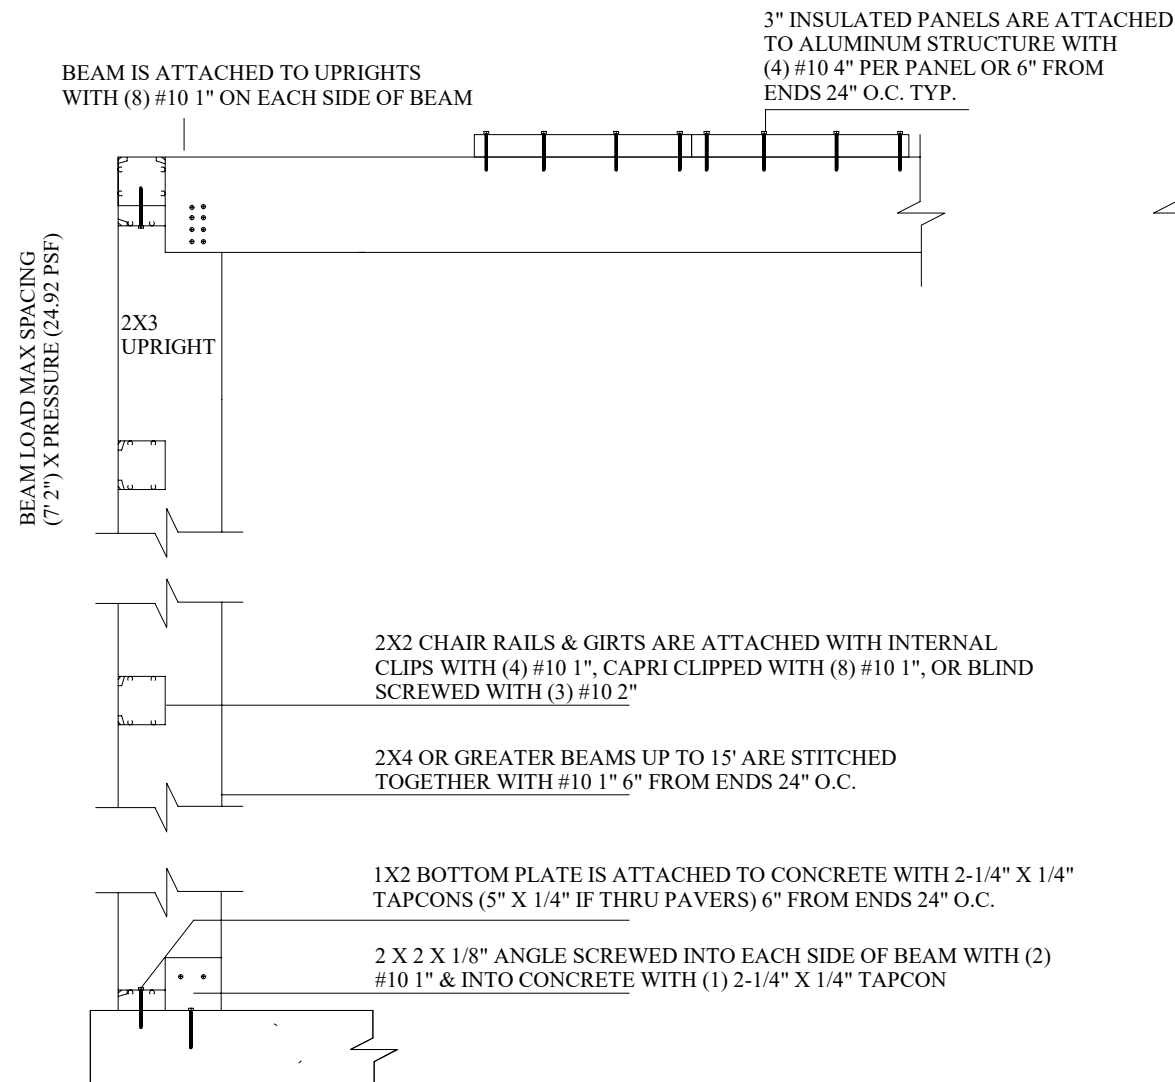 3" INSULATED PANELS ARE ATTACHED
TO ALUMINUM STRUCTURE WITH
(4) #10 4" PER PANEL OR 6" FROM
ENDS 24" O.C. TYP.
BEAM IS ATTACHED TO UPRIGHTS
WITH (8) #10 1" ON EACH SIDE OF BEAM
BEAM LOAD MAX SPACING
(7' 2") X PRESSURE (24.92 PSF)
2X3
UPRIGHT
2X2 CHAIR RAILS & GIRTS ARE ATTACHED WITH INTERNAL
CLIPS WITH (4) #10 1", CAPRI CLIPPED WITH (8) #10 1", OR BLIND
SCREWED WITH (3) #10 2"
2X4 OR GREATER BEAMS UP TO 15' ARE STITCHED
TOGETHER WITH #10 1" 6" FROM ENDS 24" O.C.
1X2 BOTTOM PLATE IS ATTACHED TO CONCRETE WITH 2-1/4" X 1/4"
TAPCONS (5" X 1/4" IF THRU PAVERS) 6" FROM ENDS 24" O.C.
2 X 2 X 1/8" ANGLE SCREWED INTO EACH SIDE OF BEAM WITH (2)
#10 1" & INTO CONCRETE WITH (1) 2-1/4" X 1/4" TAPCON